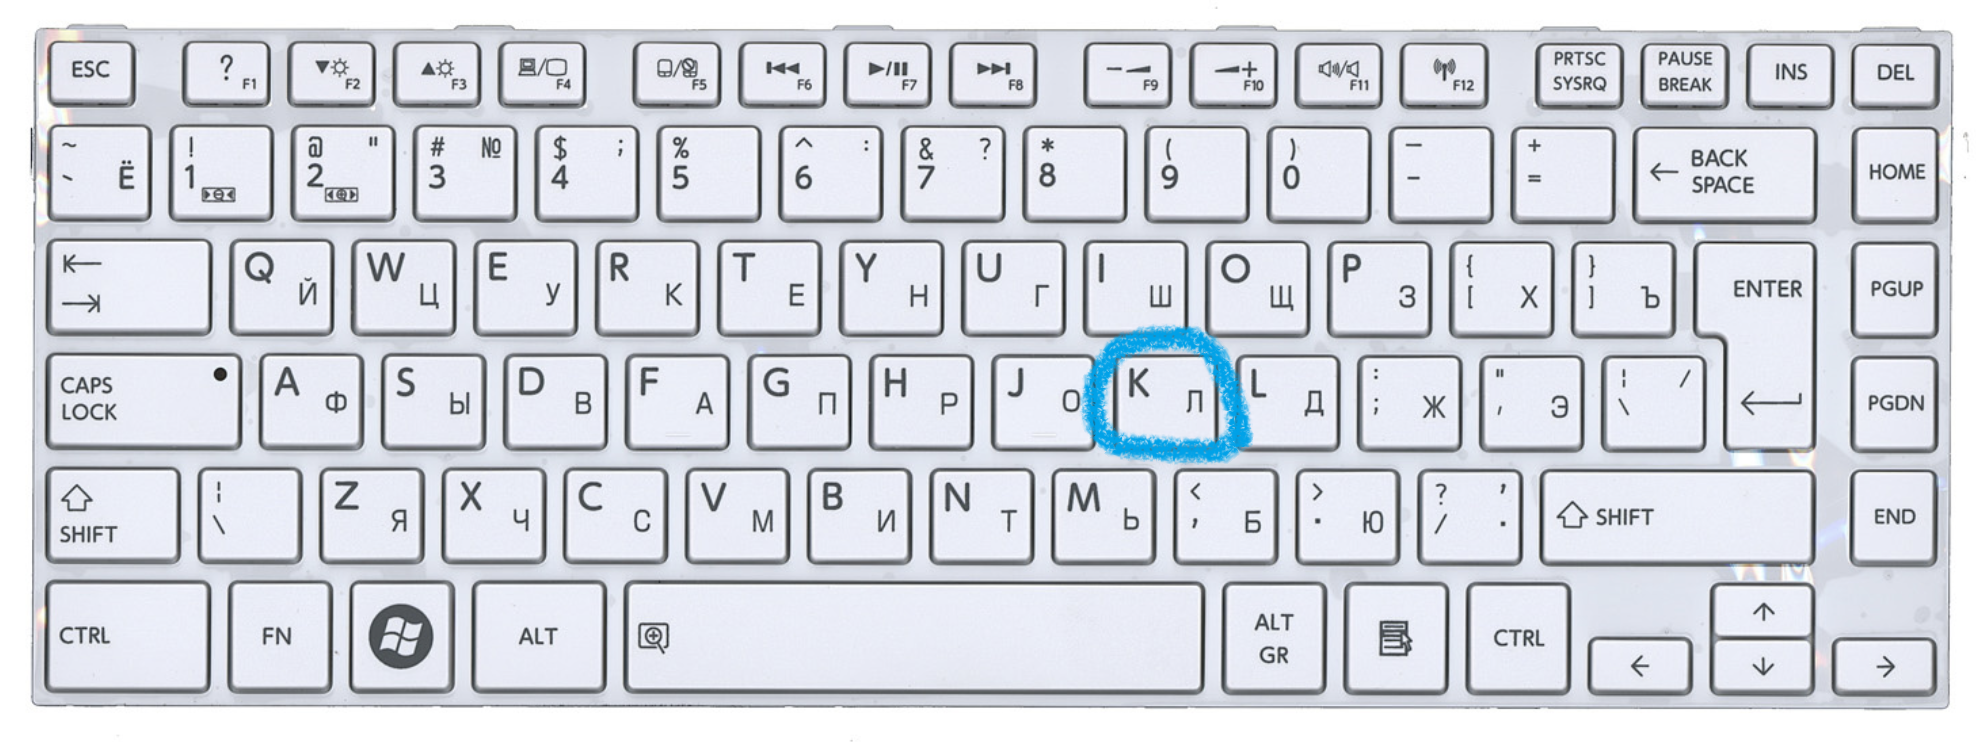 ESC ? F1 F2 F3 F4 F5 F6 F7 F8 F9 F10 F11 F12 PRTSC SYSRQ PAUSE BREAK INS DEL
~ ` Ё ! 1 @ " 2 # № 3 $ ; 4 % 5 ^ : 6 & ? 7 * 8 ( 9 ) 0 — - + = ← BACK SPACE HOME
Q Й W Ц E У R К T Е Y Н U Г I Ш O Щ P З { [ Х } ] Ъ ENTER PGUP
CAPS LOCK A Ф S Ы D В F А G П H Р J О K Л L Д : ; Ж " ' Э ¦ / \ PGDN
SHIFT ¦ \ Z Я X Ч C С V М B И N Т M Ь < , Б > . Ю ? , / . SHIFT END
CTRL FN ALT ALT GR CTRL ← ↑ ↓ →